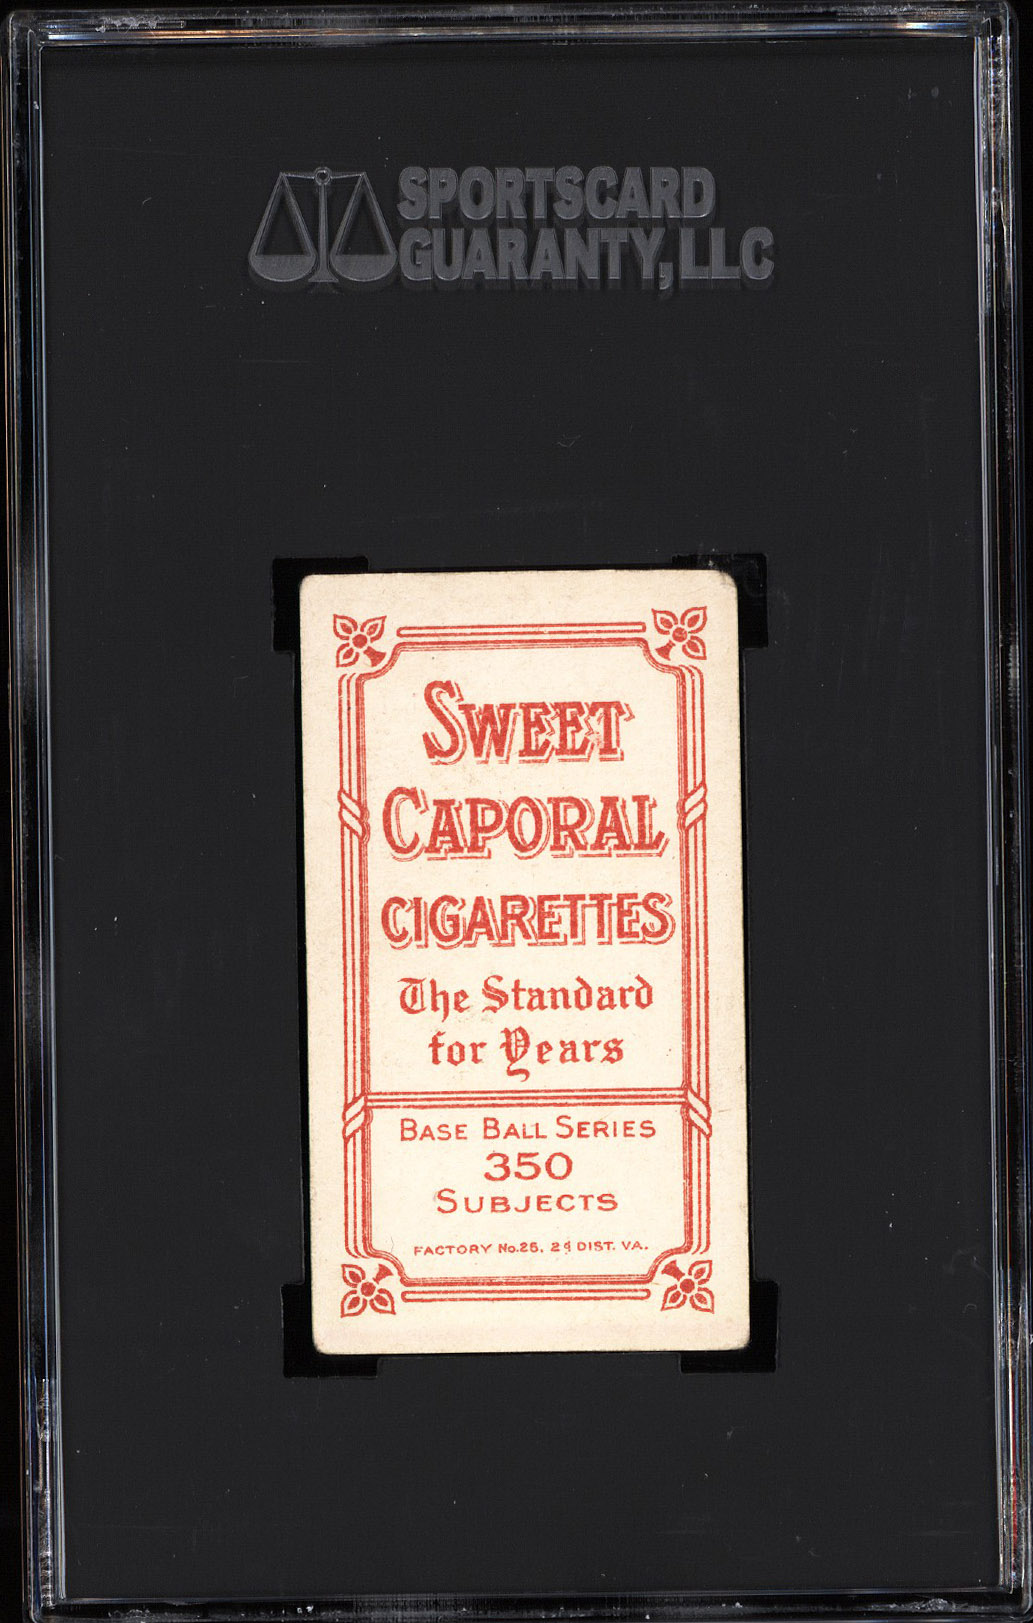 SPORTSCARD
GUARANTY, LLC
SWEET
CAPORAL
CIGARETTES
The Standard
for Years
BASE BALL SERIES
350
SUBJECTS
FACTORY No.25, 2d DIST. VA.